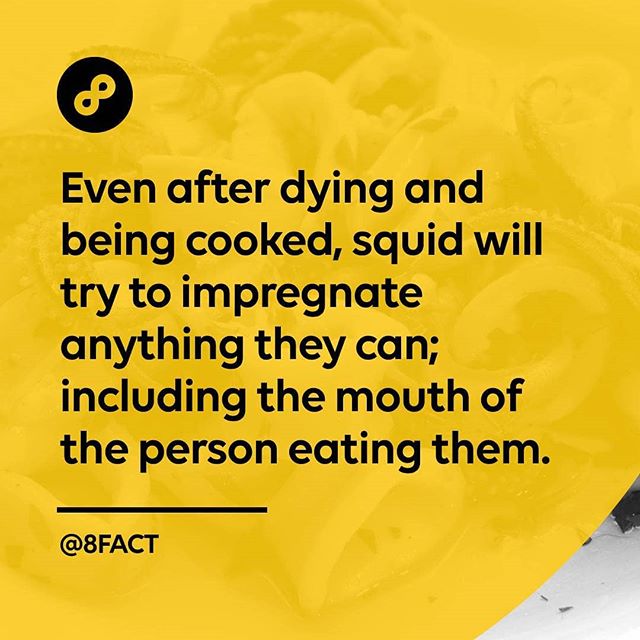 Even after dying and
being cooked, squid will
try to impregnate
anything they can;
including the mouth of
the person eating them.
@8FACT